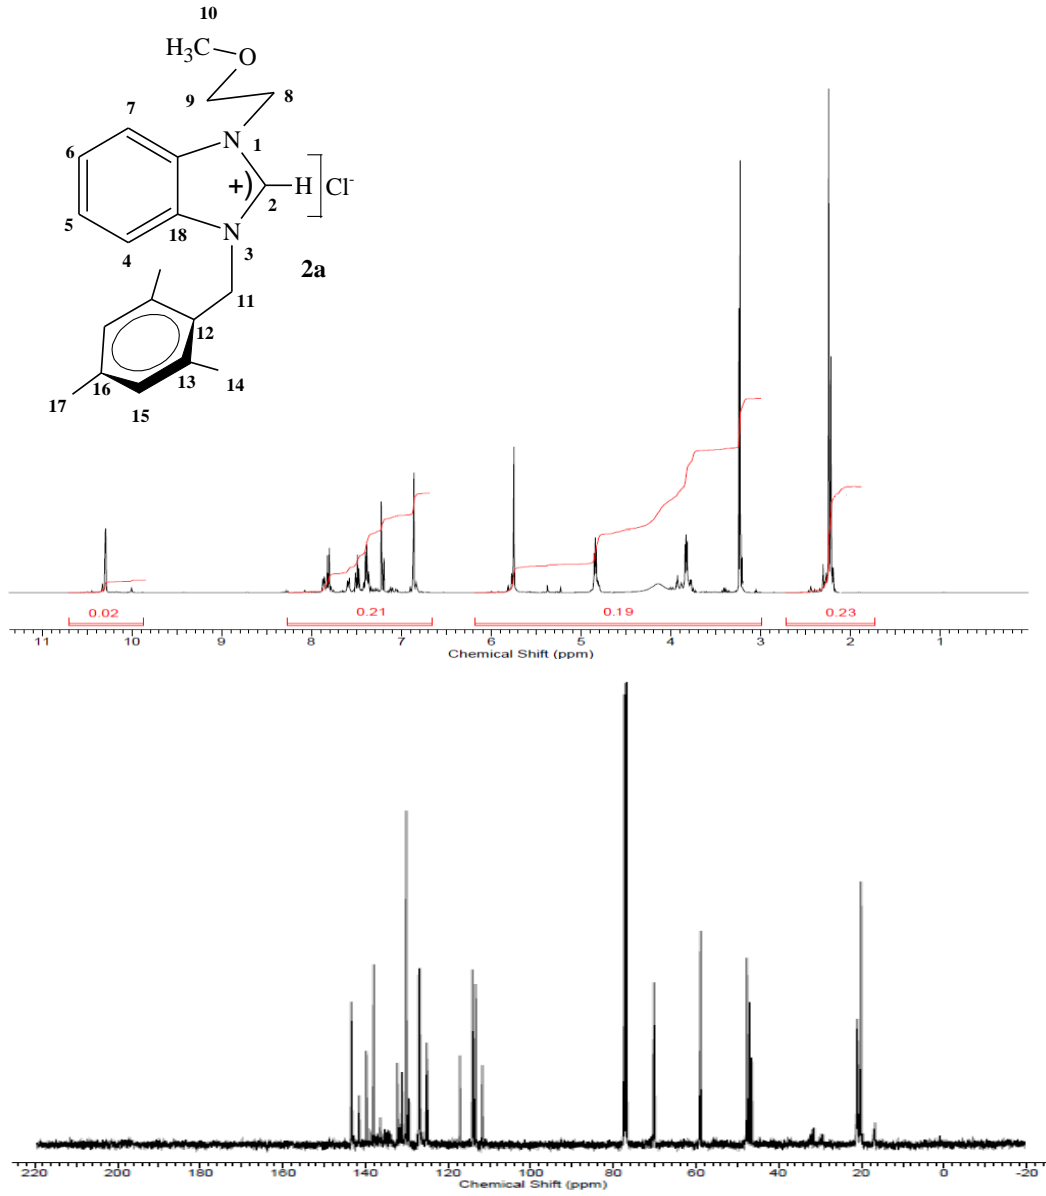 10
H₃C
O
9
8
7
N
1
6
+)
H
Cl⁻
2
5
18
N
3
4
2a
11
12
16
13
14
17
15
0.02
0.21
0.19
0.23
11 10 9 8 7 6 5 4 3 2 1
Chemical Shift (ppm)
220 200 180 160 140 120 100 80 60 40 20 0 -20
Chemical Shift (ppm)